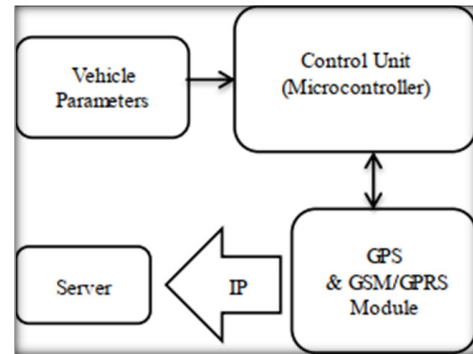 Vehicle
Parameters
Control Unit
(Microcontroller)
Server
IP
GPS
& GSM/GPRS
Module